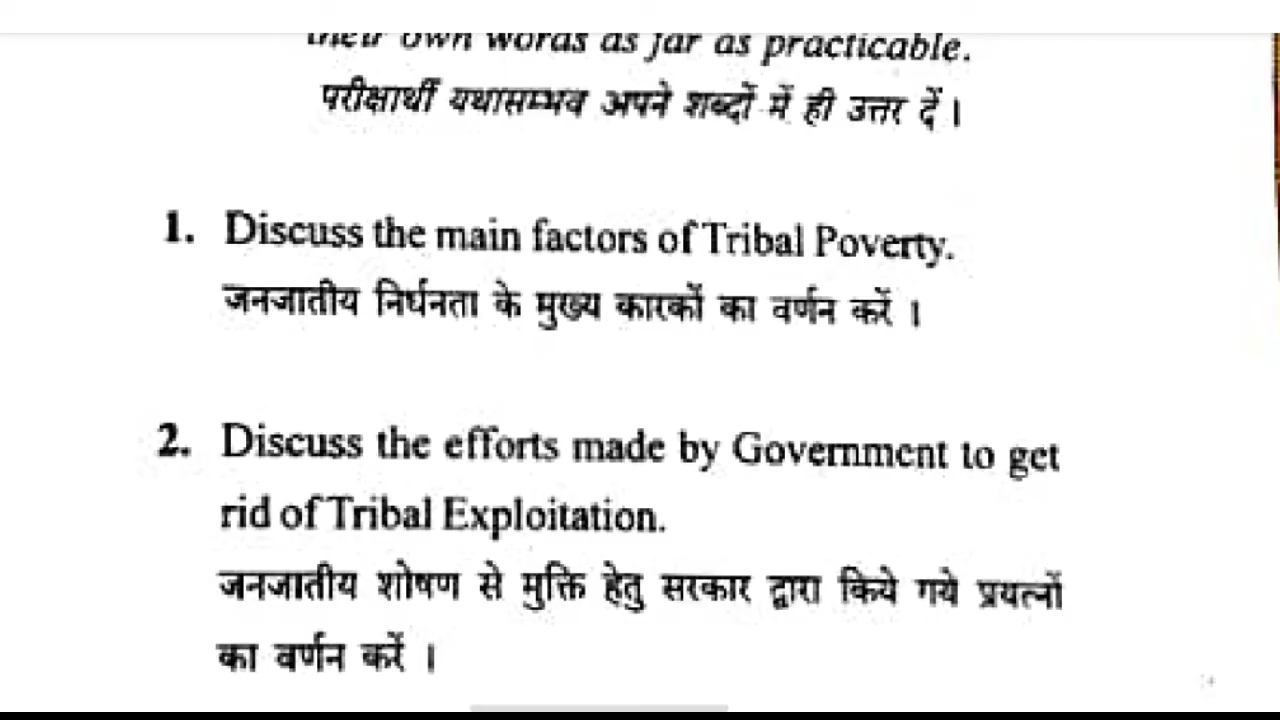 their own words as far as practicable.
परीक्षार्थी यथासम्भव अपने शब्दों में ही उत्तर दें।
1. Discuss the main factors of Tribal Poverty.
जनजातीय निर्धनता के मुख्य कारकों का वर्णन करें ।
2. Discuss the efforts made by Government to get
rid of Tribal Exploitation.
जनजातीय शोषण से मुक्ति हेतु सरकार द्वारा किये गये प्रयत्नों
का वर्णन करें ।